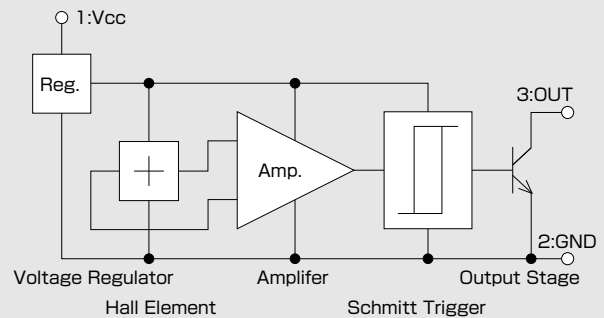 1:Vcc
Reg.
3:OUT
Amp.
2:GND
Voltage Regulator
Amplifer
Output Stage
Hall Element
Schmitt Trigger